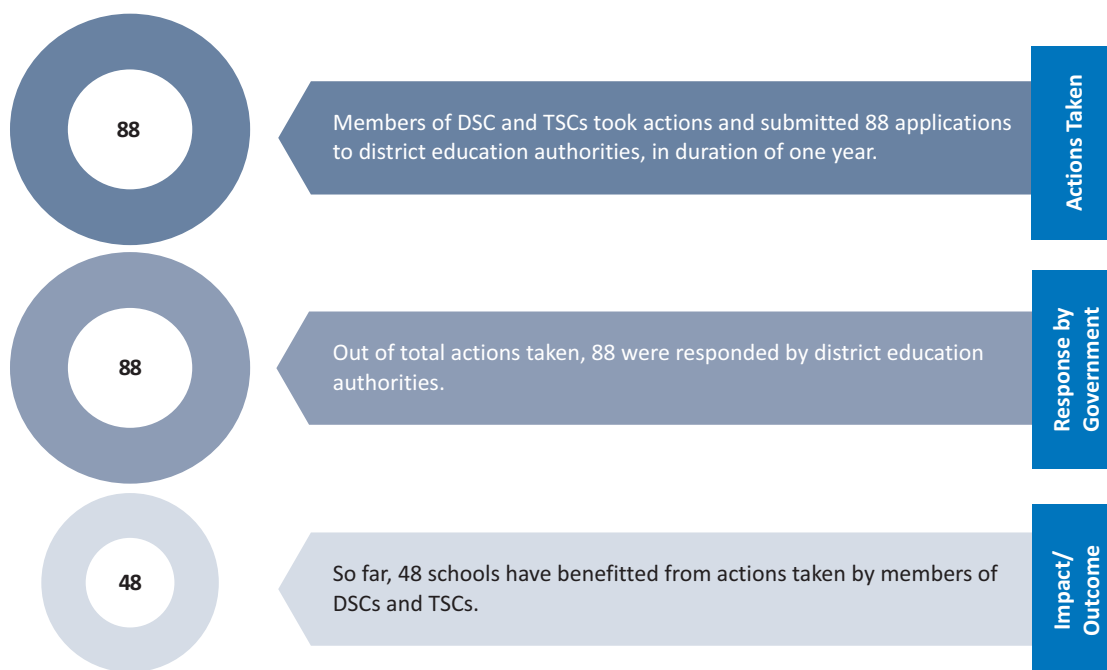 88
Members of DSC and TSCs took actions and submitted 88 applications
to district education authorities, in duration of one year.
Actions Taken
88
Out of total actions taken, 88 were responded by district education
authorities.
Response by
Government
48
So far, 48 schools have benefitted from actions taken by members of
DSCs and TSCs.
Impact/
Outcome